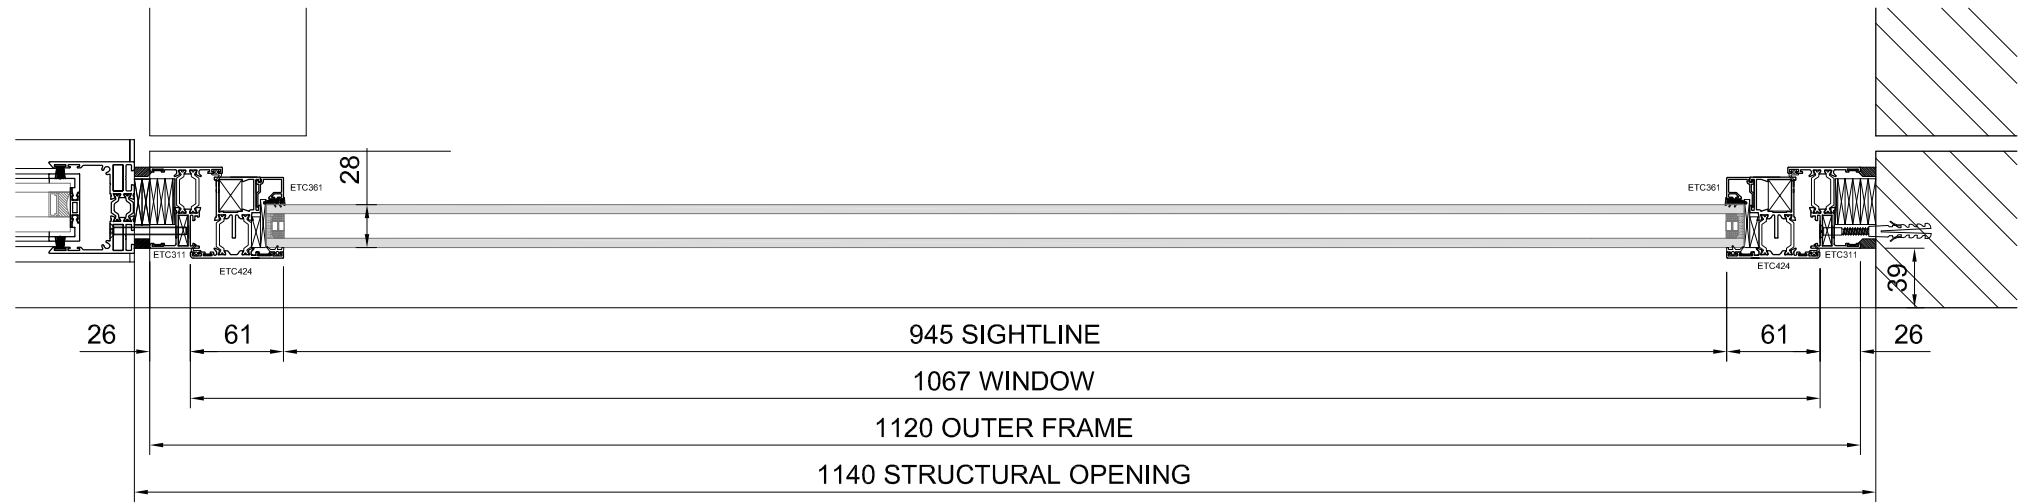 28
ETC361
ETC361
ETC311
ETC424
ETC424
ETC311
39
26
61
945 SIGHTLINE
61
26
1067 WINDOW
1120 OUTER FRAME
1140 STRUCTURAL OPENING